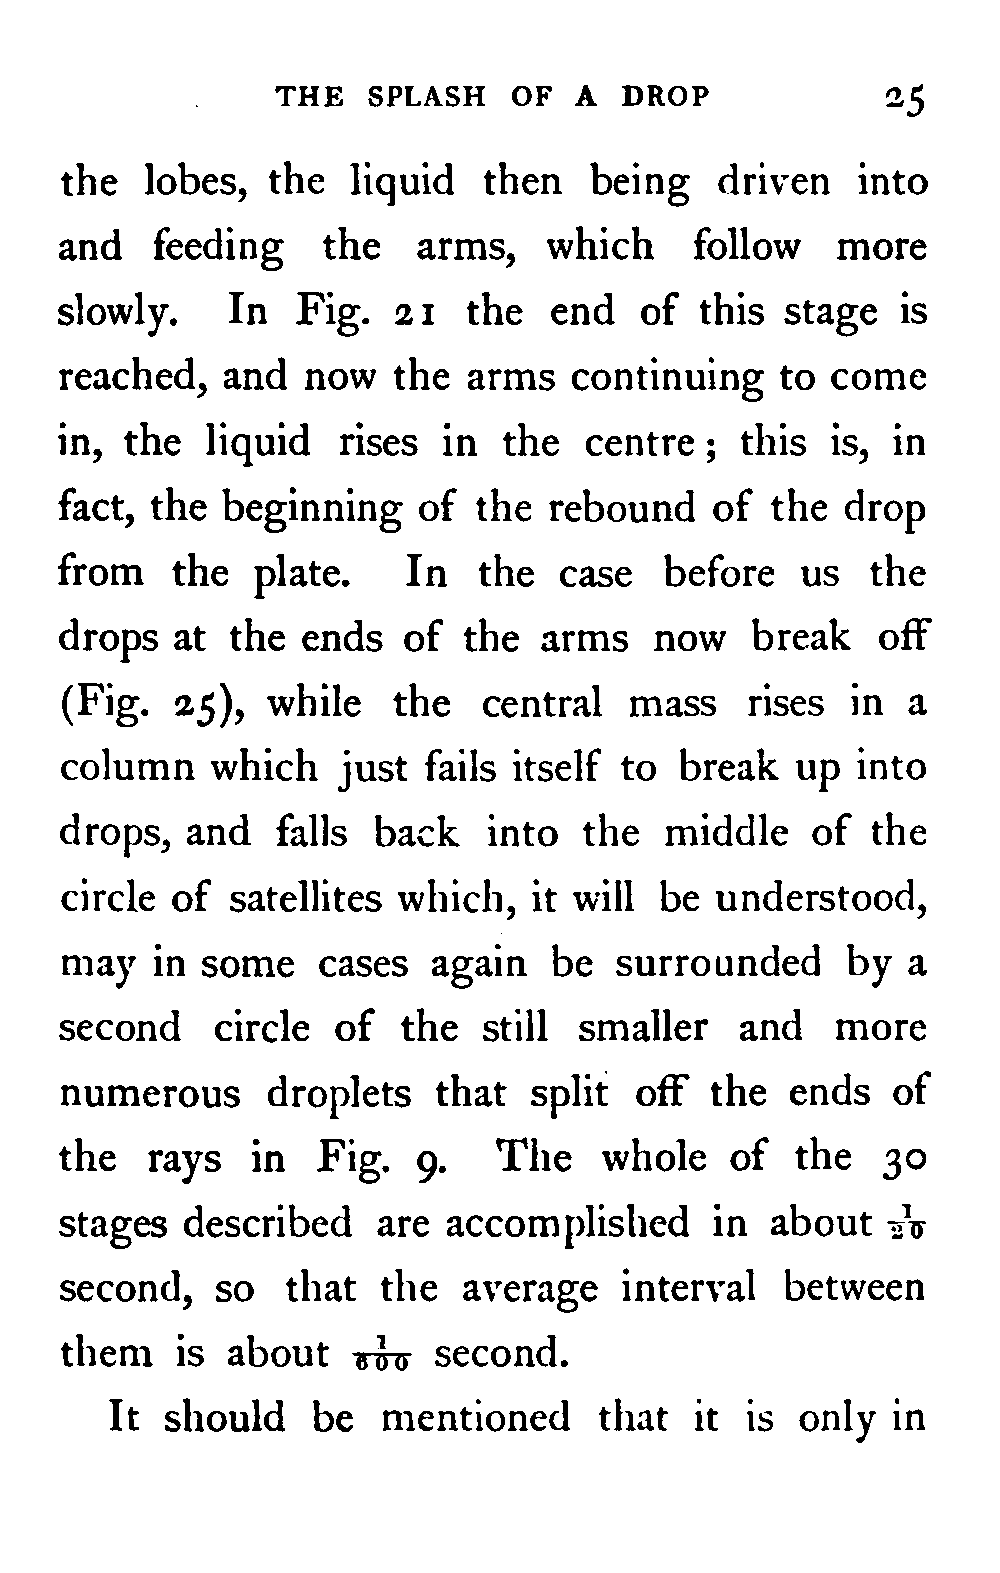 THE SPLASH OF A DROP 25
the lobes, the liquid then being driven into
and feeding the arms, which follow more
slowly. In Fig. 21 the end of this stage is
reached, and now the arms continuing to come
in, the liquid rises in the centre; this is, in
fact, the beginning of the rebound of the drop
from the plate. In the case before us the
drops at the ends of the arms now break off
(Fig. 25), while the central mass rises in a
column which just fails itself to break up into
drops, and falls back into the middle of the
circle of satellites which, it will be understood,
may in some cases again be surrounded by a
second circle of the still smaller and more
numerous droplets that split off the ends of
the rays in Fig. 9. The whole of the 30
stages described are accomplished in about 1/20
second, so that the average interval between
them is about 1/600 second.
It should be mentioned that it is only in